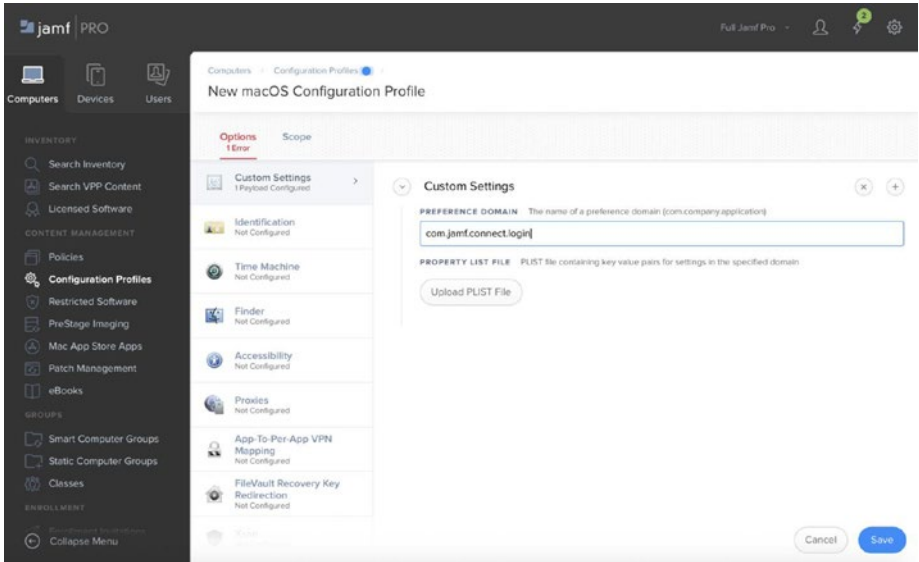 jamf PRO
Full Jamf Pro
2
Computers
Devices
Users
Computers
Configuration Profiles
New macOS Configuration Profile
Options
1 Error
Scope
INVENTORY
Search Inventory
Search VPP Content
Licensed Software
CONTENT MANAGEMENT
Policies
Configuration Profiles
Restricted Software
PreStage Imaging
Mac App Store Apps
Patch Management
eBooks
GROUPS
Smart Computer Groups
Static Computer Groups
Classes
ENROLLMENT
Enrollment Invitations
Collapse Menu
Custom Settings
1 Payload Configured
Identification
Not Configured
Time Machine
Not Configured
Finder
Not Configured
Accessibility
Not Configured
Proxies
Not Configured
App-To-Per-App VPN
Mapping
Not Configured
FileVault Recovery Key
Redirection
Not Configured
Custom Settings
PREFERENCE DOMAIN The name of a preference domain (com.company.application)
com.jamf.connect.login
PROPERTY LIST FILE PLIST file containing key value pairs for settings in the specified domain
Upload PLIST File
Cancel
Save